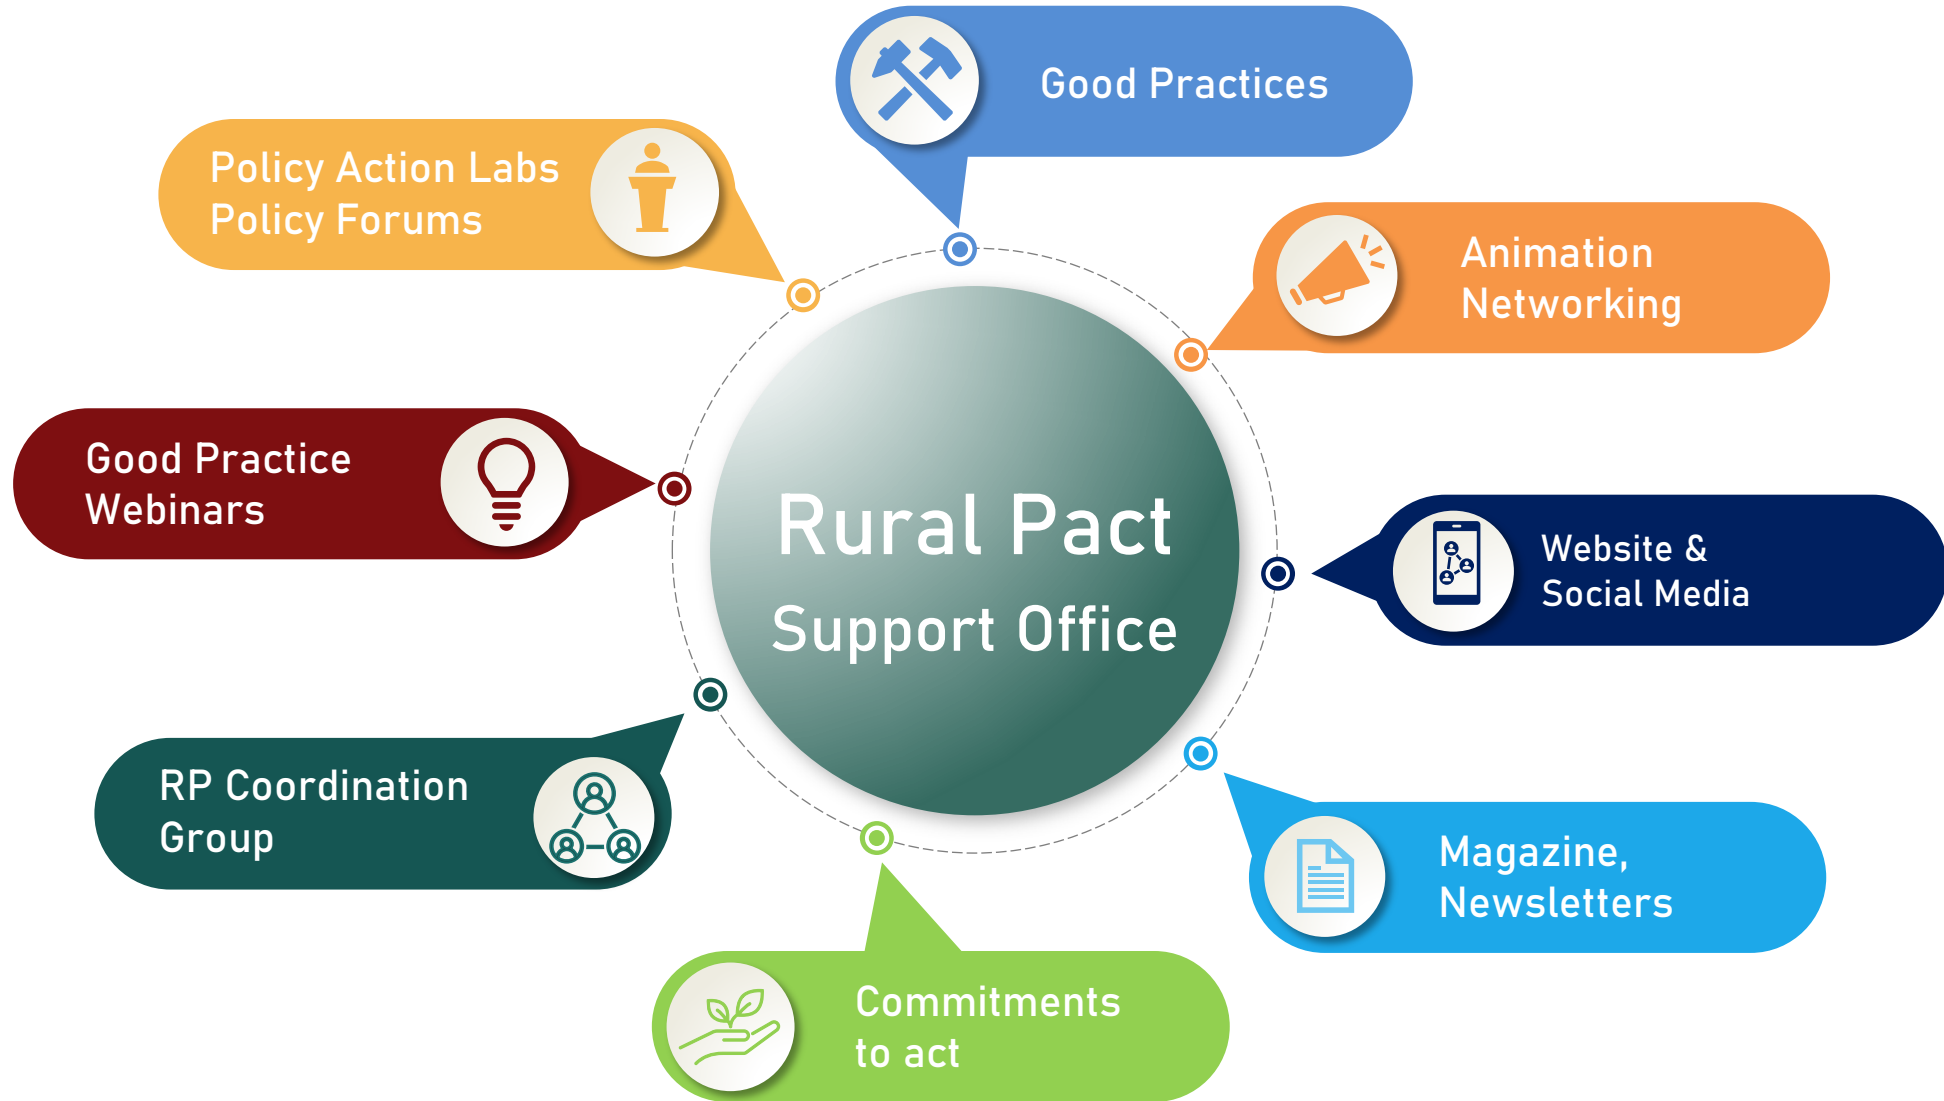 Good Practices
Policy Action Labs
Policy Forums
Animation
Networking
Good Practice
Webinars
Rural Pact
Support Office
Website &
Social Media
RP Coordination
Group
Magazine,
Newsletters
Commitments
to act